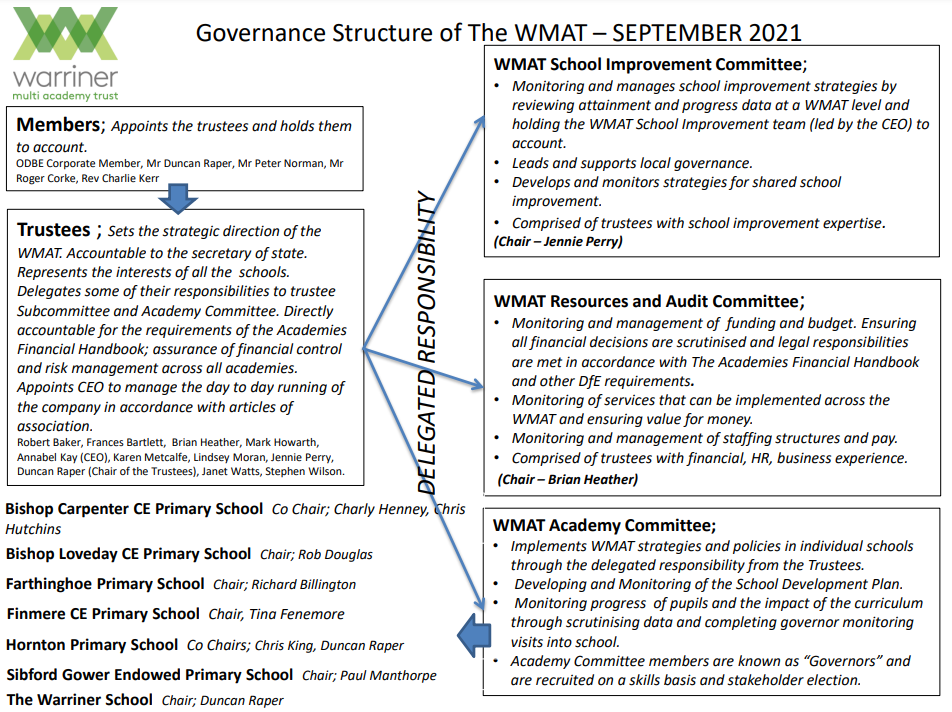 Governance Structure of The WMAT – SEPTEMBER 2021
warriner
multi academy trust
Members; Appoints the trustees and holds them
to account.
ODBE Corporate Member, Mr Duncan Raper, Mr Peter Norman, Mr
Roger Corke, Rev Charlie Kerr
Trustees ; Sets the strategic direction of the
WMAT. Accountable to the secretary of state.
Represents the interests of all the schools.
Delegates some of their responsibilities to trustee
Subcommittee and Academy Committee. Directly
accountable for the requirements of the Academies
Financial Handbook; assurance of financial control
and risk management across all academies.
Appoints CEO to manage the day to day running of
the company in accordance with articles of
association.
Robert Baker, Frances Bartlett, Brian Heather, Mark Howarth,
Annabel Kay (CEO), Karen Metcalfe, Lindsey Moran, Jennie Perry,
Duncan Raper (Chair of the Trustees), Janet Watts, Stephen Wilson.
Bishop Carpenter CE Primary School Co Chair; Charly Henney, Chris
Hutchins
Bishop Loveday CE Primary School Chair; Rob Douglas
Farthinghoe Primary School Chair; Richard Billington
Finmere CE Primary School Chair, Tina Fenemore
Hornton Primary School Co Chairs; Chris King, Duncan Raper
Sibford Gower Endowed Primary School Chair; Paul Manthorpe
The Warriner School Chair; Duncan Raper
DELEGATED RESPONSIBILITY
WMAT School Improvement Committee;
• Monitoring and manages school improvement strategies by
reviewing attainment and progress data at a WMAT level and
holding the WMAT School Improvement team (led by the CEO) to
account.
• Leads and supports local governance.
• Develops and monitors strategies for shared school
improvement.
• Comprised of trustees with school improvement expertise.
(Chair – Jennie Perry)
WMAT Resources and Audit Committee;
• Monitoring and management of funding and budget. Ensuring
all financial decisions are scrutinised and legal responsibilities
are met in accordance with The Academies Financial Handbook
and other DfE requirements.
• Monitoring of services that can be implemented across the
WMAT and ensuring value for money.
• Monitoring and management of staffing structures and pay.
• Comprised of trustees with financial, HR, business experience.
(Chair – Brian Heather)
WMAT Academy Committee;
• Implements WMAT strategies and policies in individual schools
through the delegated responsibility from the Trustees.
• Developing and Monitoring of the School Development Plan.
• Monitoring progress of pupils and the impact of the curriculum
through scrutinising data and completing governor monitoring
visits into school.
• Academy Committee members are known as “Governors” and
are recruited on a skills basis and stakeholder election.